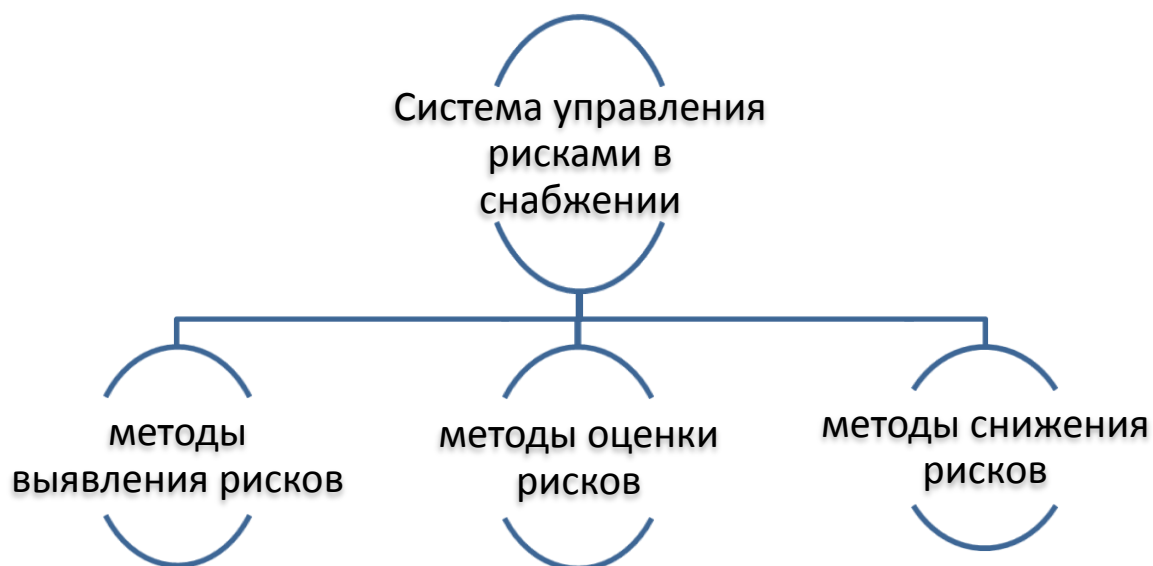 Система управления
рисками в
снабжении
методы
выявления рисков
методы оценки
рисков
методы снижения
рисков